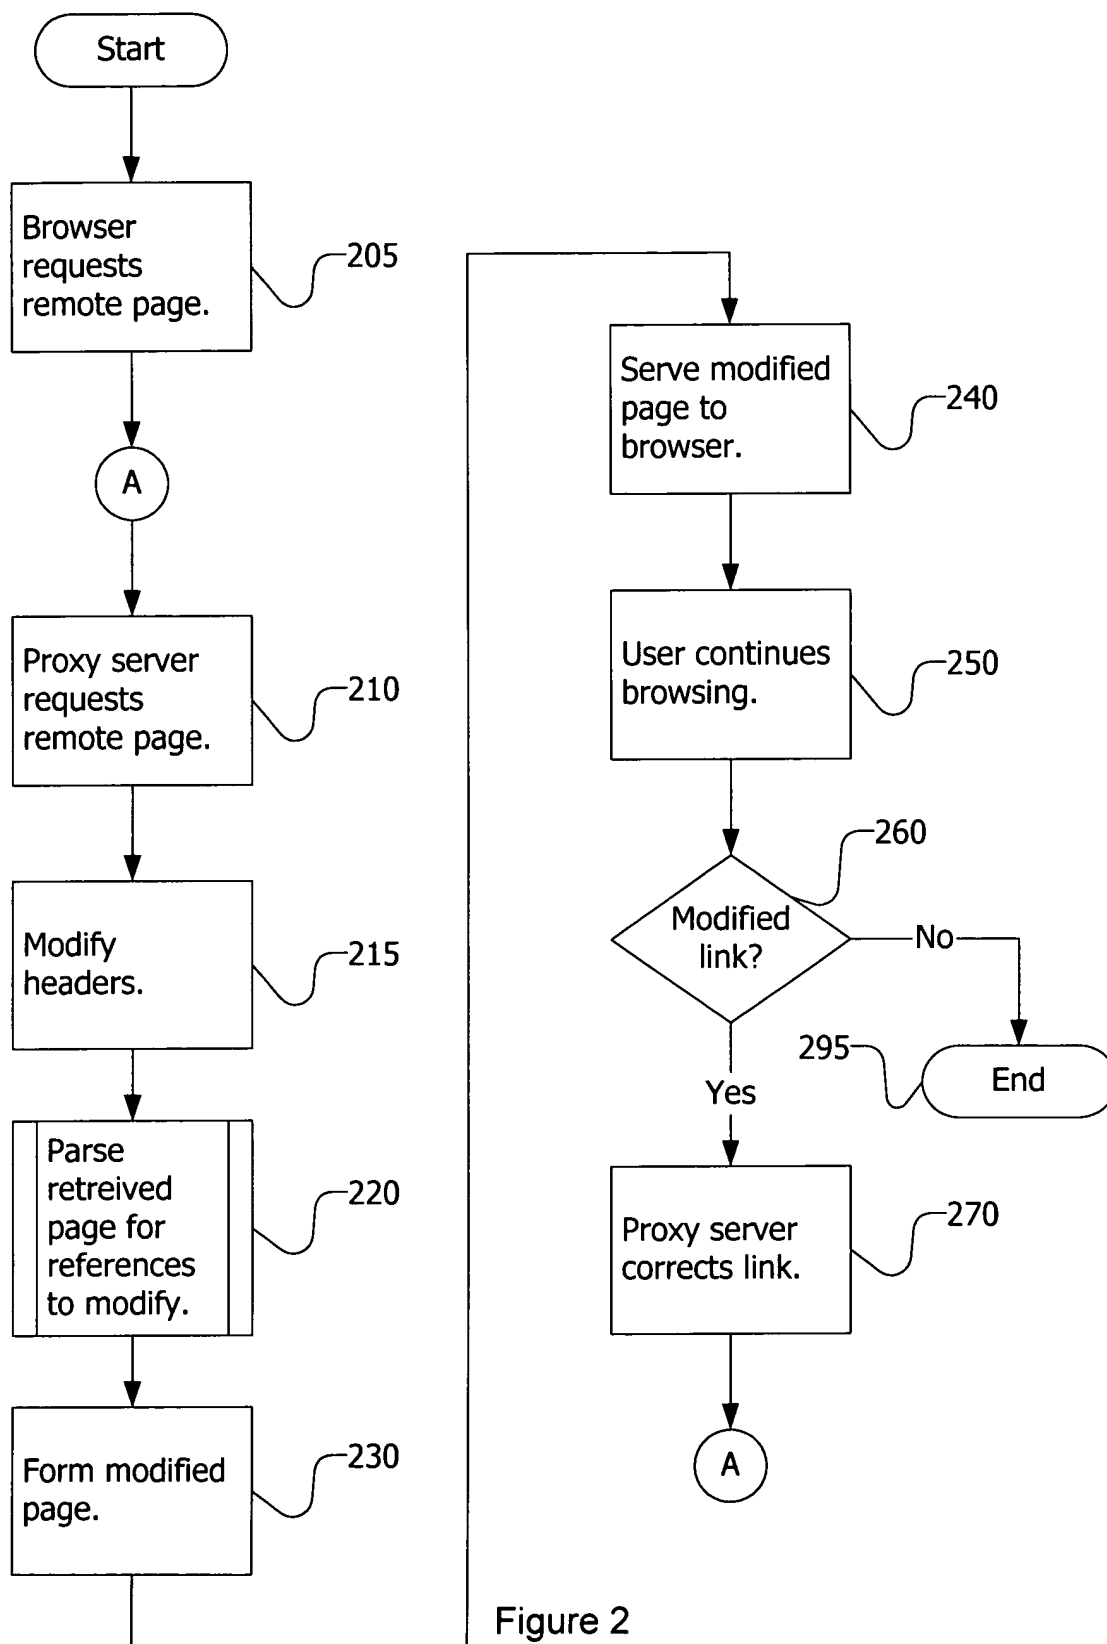 Start
Browser
requests
remote page.
205
A
Proxy server
requests
remote page.
210
Modify
headers.
215
Parse
retreived
page for
references
to modify.
220
Form modified
page.
230
Serve modified
page to
browser.
240
User continues
browsing.
250
260
Modified
link?
No
295
End
Yes
Proxy server
corrects link.
270
A
Figure 2